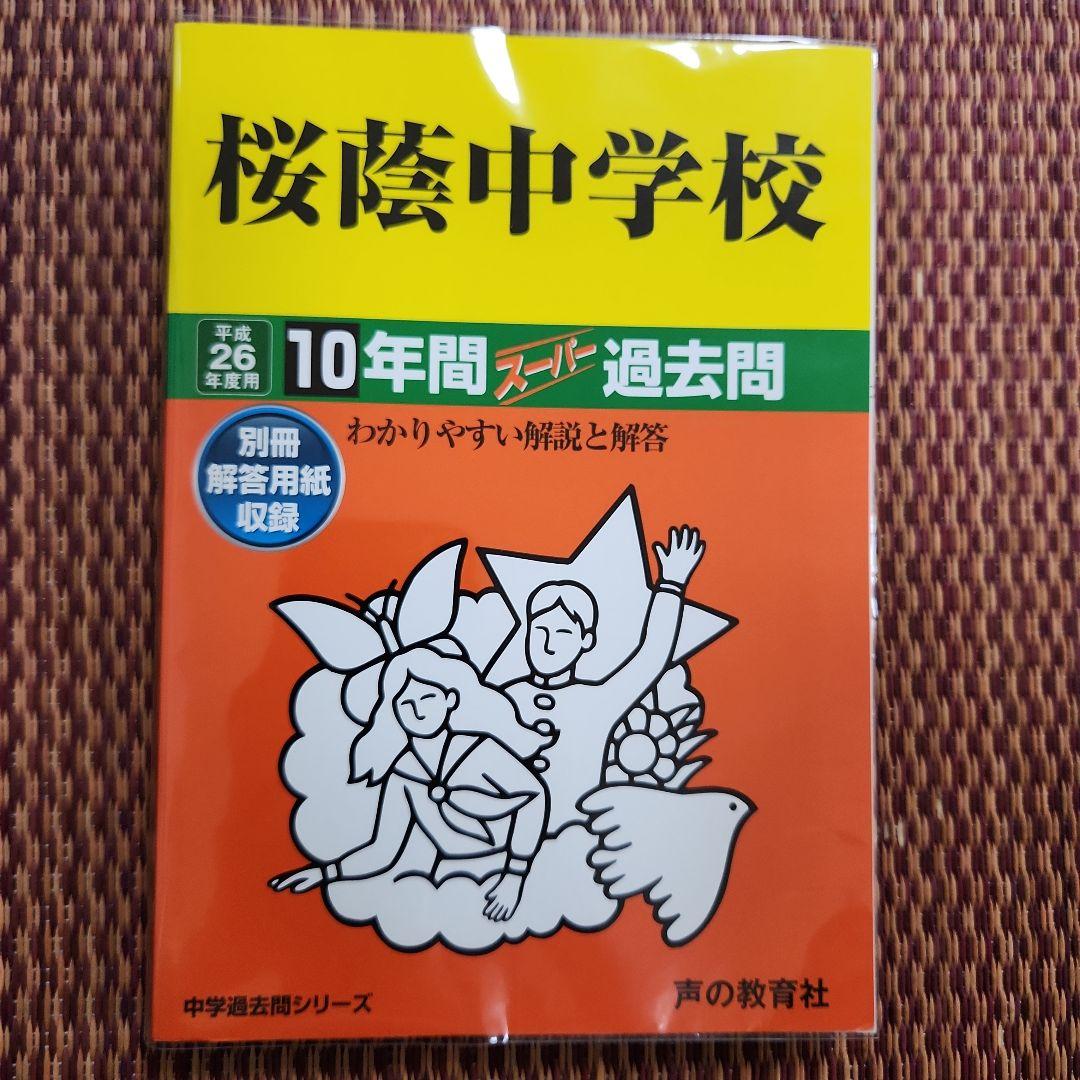 桜蔭中学校
平成
26
年度用
10年間スーパー過去問
わかりやすい解説と解答
別冊
解答用紙
収録
中学過去問シリーズ
声の教育社